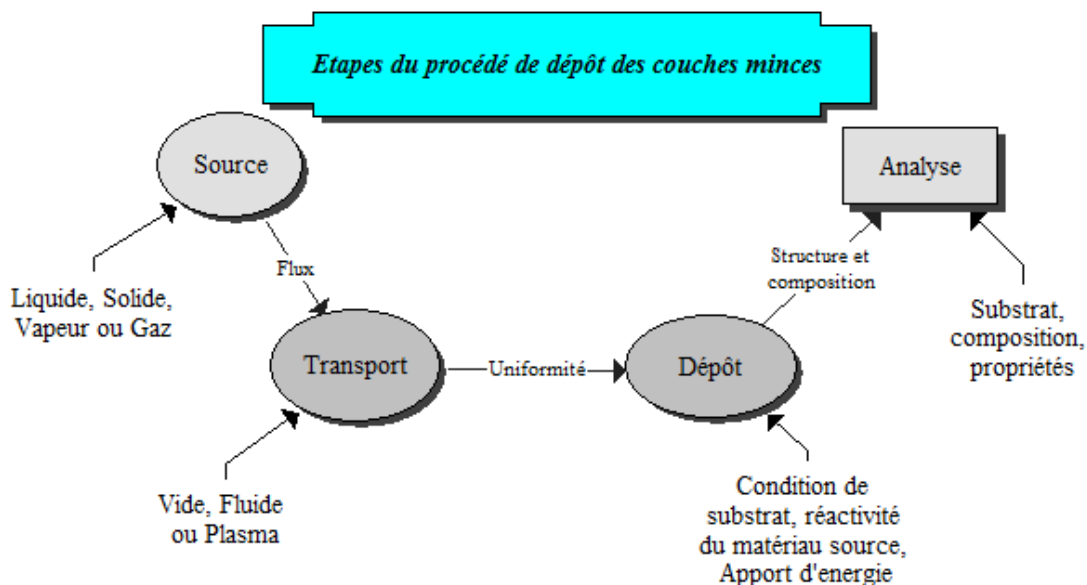 Etapes du procédé de dépôt des couches minces
Source
Analyse
Flux
Liquide, Solide,
Vapeur ou Gaz
Structure et
composition
Substrat,
composition,
propriétés
Transport
Uniformité
Dépôt
Vide, Fluide
ou Plasma
Condition de
substrat, réactivité
du matériau source,
Apport d'energie